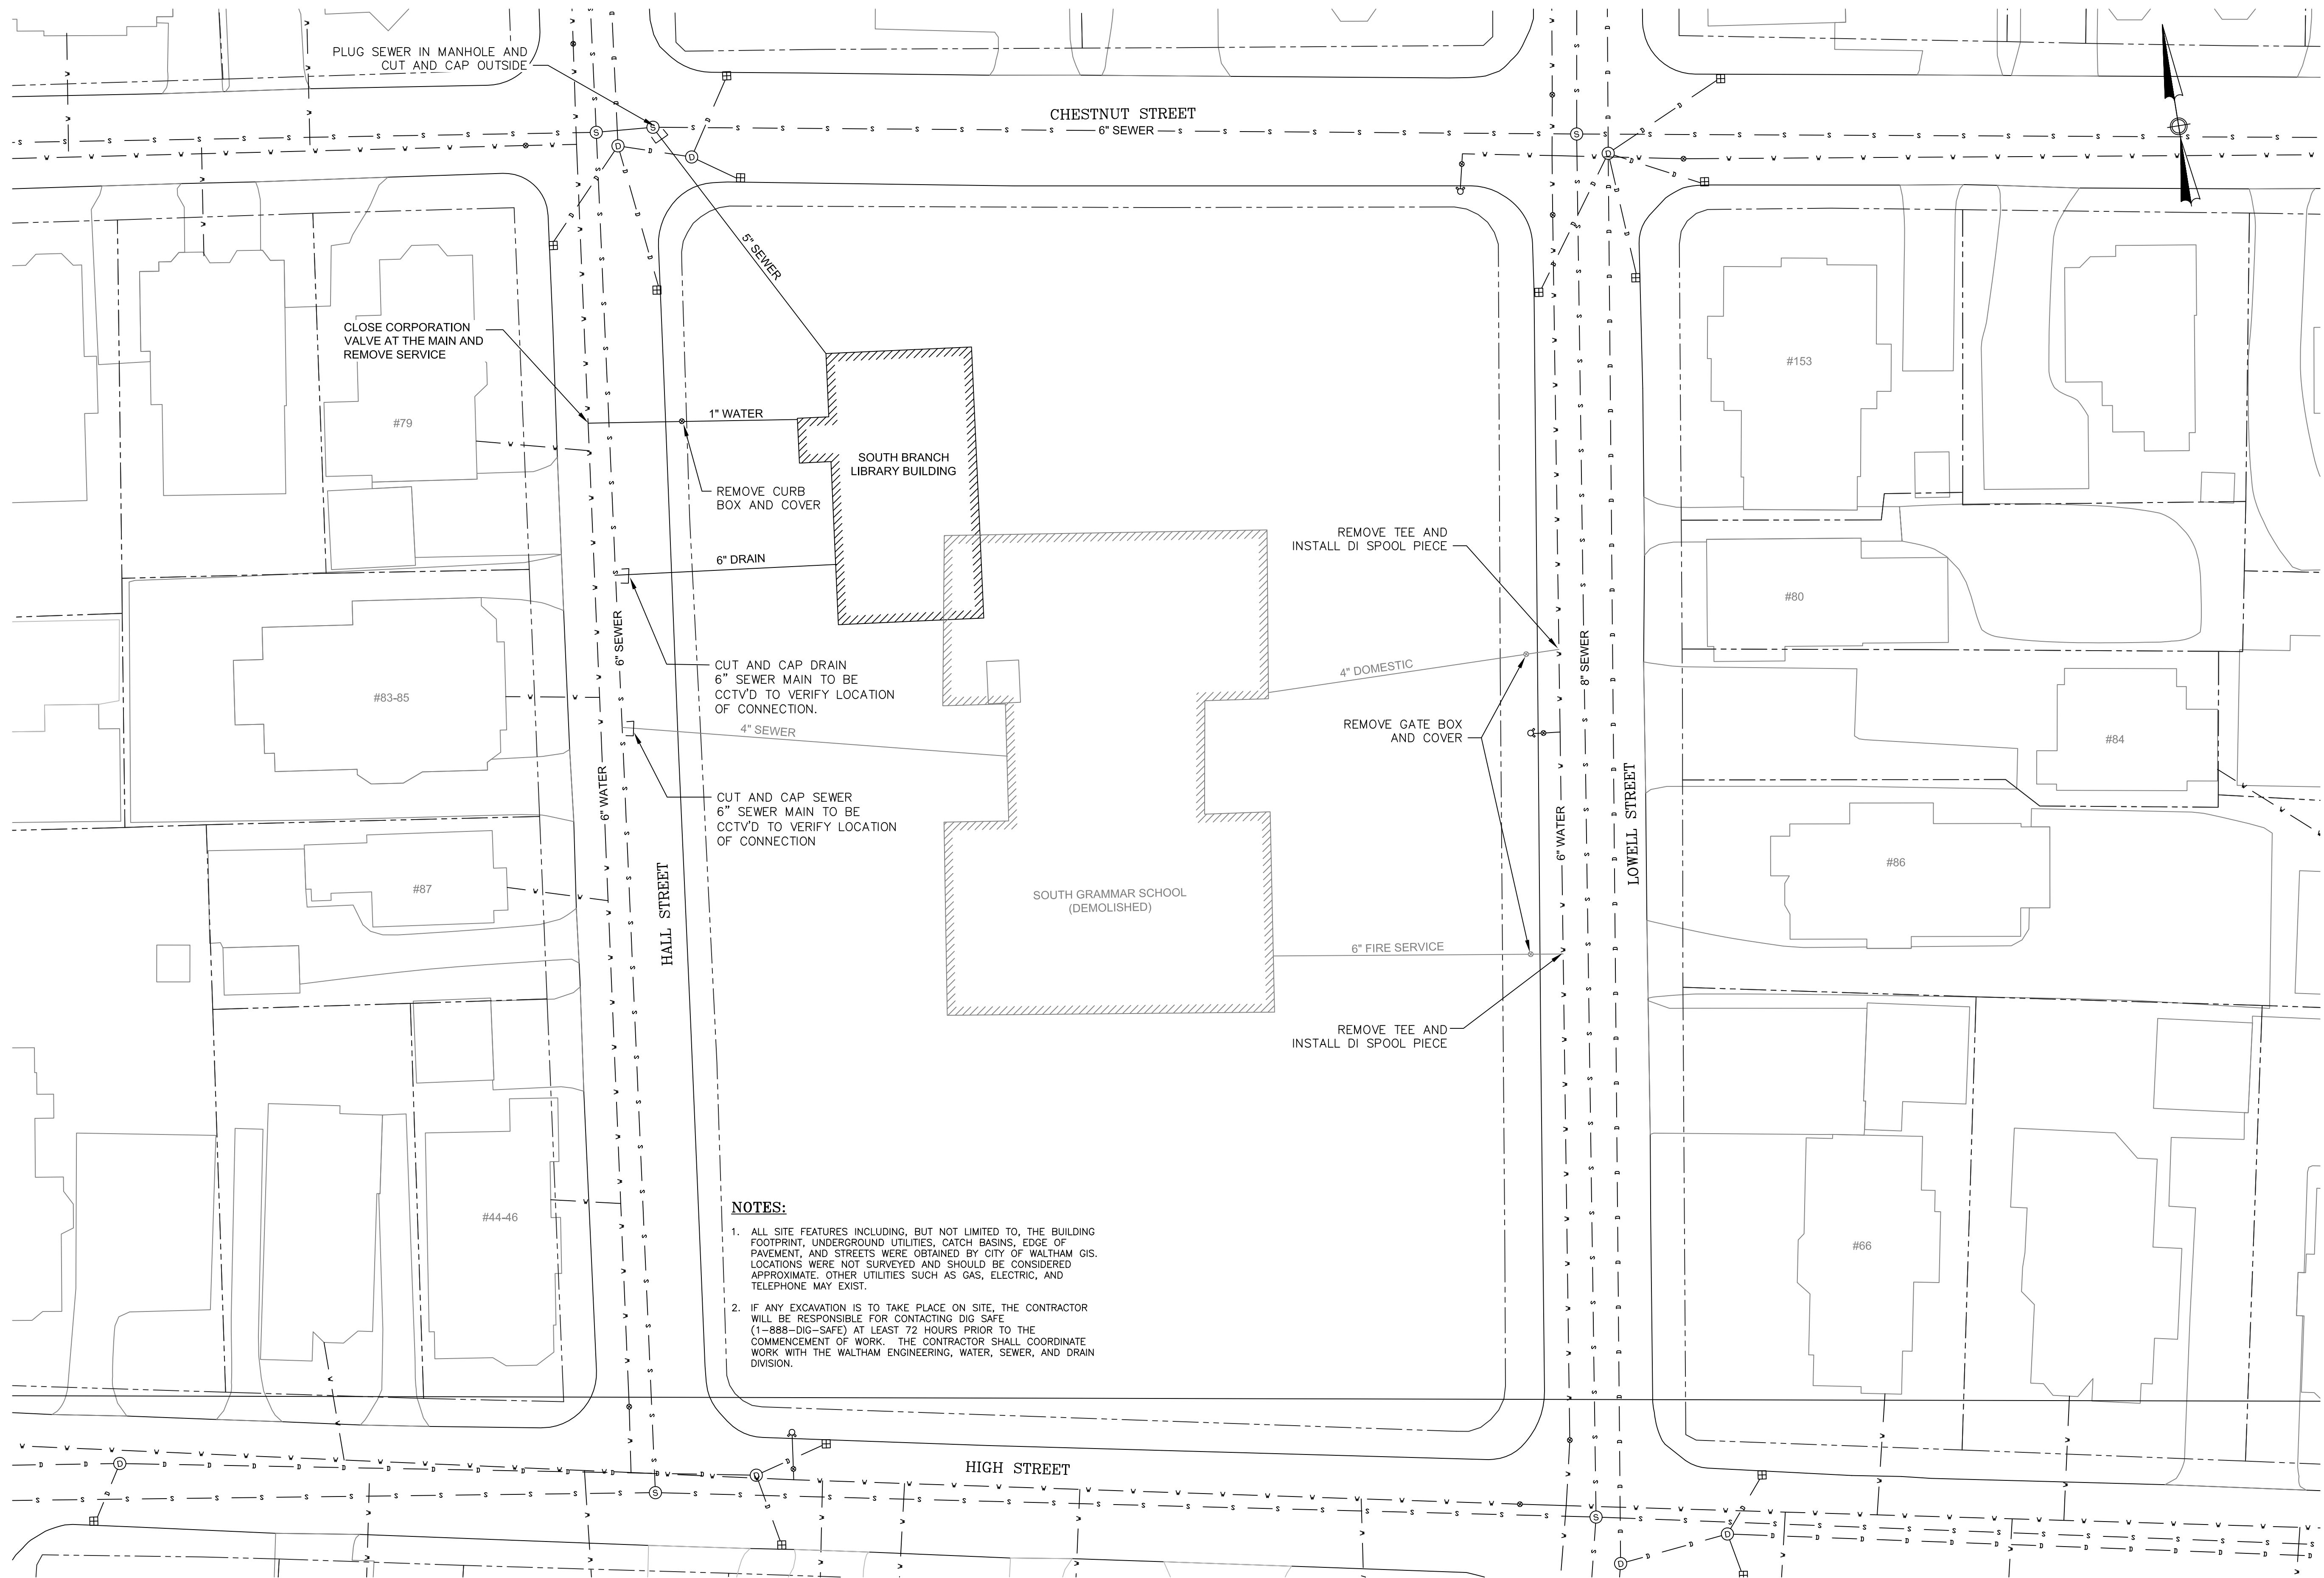 PLUG SEWER IN MANHOLE AND
CUT AND CAP OUTSIDE
CHESTNUT STREET
6" SEWER
5" SEWER
CLOSE CORPORATION
VALVE AT THE MAIN AND
REMOVE SERVICE
#79
1" WATER
SOUTH BRANCH
LIBRARY BUILDING
REMOVE CURB
BOX AND COVER
#153
REMOVE TEE AND
INSTALL DI SPOOL PIECE
6" DRAIN
#80
6" SEWER
8" SEWER
CUT AND CAP DRAIN
6” SEWER MAIN TO BE
CCTV'D TO VERIFY LOCATION
OF CONNECTION.
4" DOMESTIC
#83-85
4" SEWER
REMOVE GATE BOX
AND COVER
#84
6" WATER
CUT AND CAP SEWER
6” SEWER MAIN TO BE
CCTV'D TO VERIFY LOCATION
OF CONNECTION
6" WATER
LOWELL STREET
#86
#87
HALL STREET
SOUTH GRAMMAR SCHOOL
(DEMOLISHED)
6" FIRE SERVICE
REMOVE TEE AND
INSTALL DI SPOOL PIECE
#44-46
#66
NOTES:
1. ALL SITE FEATURES INCLUDING, BUT NOT LIMITED TO, THE BUILDING
FOOTPRINT, UNDERGROUND UTILITIES, CATCH BASINS, EDGE OF
PAVEMENT, AND STREETS WERE OBTAINED BY CITY OF WALTHAM GIS.
LOCATIONS WERE NOT SURVEYED AND SHOULD BE CONSIDERED
APPROXIMATE. OTHER UTILITIES SUCH AS GAS, ELECTRIC, AND
TELEPHONE MAY EXIST.
2. IF ANY EXCAVATION IS TO TAKE PLACE ON SITE, THE CONTRACTOR
WILL BE RESPONSIBLE FOR CONTACTING DIG SAFE
(1-888-DIG-SAFE) AT LEAST 72 HOURS PRIOR TO THE
COMMENCEMENT OF WORK. THE CONTRACTOR SHALL COORDINATE
WORK WITH THE WALTHAM ENGINEERING, WATER, SEWER, AND DRAIN
DIVISION.
HIGH STREET